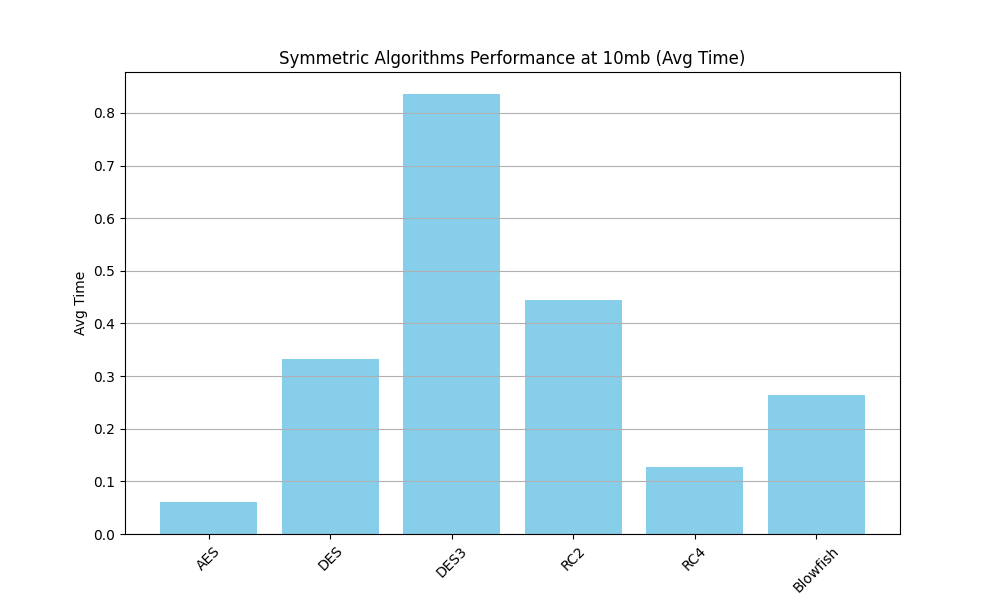 Symmetric Algorithms Performance at 10mb (Avg Time)
Avg Time
0.8
0.7
0.6
0.5
0.4
0.3
0.2
0.1
0.0
AES
DES
DES3
RC2
RC4
Blowfish